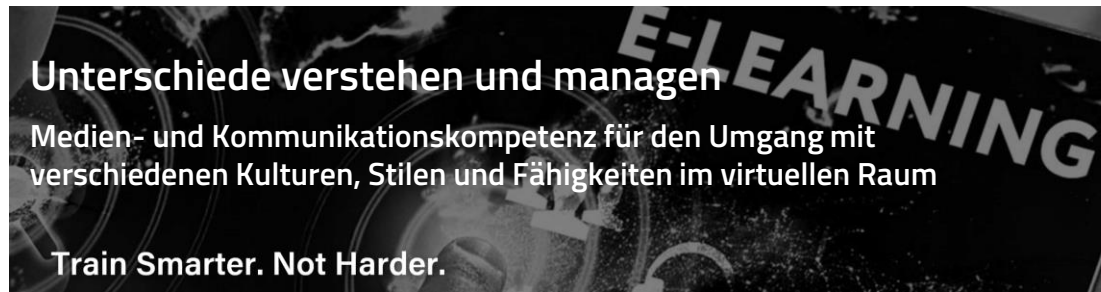 E-LEARNING
Unterschiede verstehen und managen
Medien- und Kommunikationskompetenz für den Umgang mit
verschiedenen Kulturen, Stilen und Fähigkeiten im virtuellen Raum
Train Smarter. Not Harder.